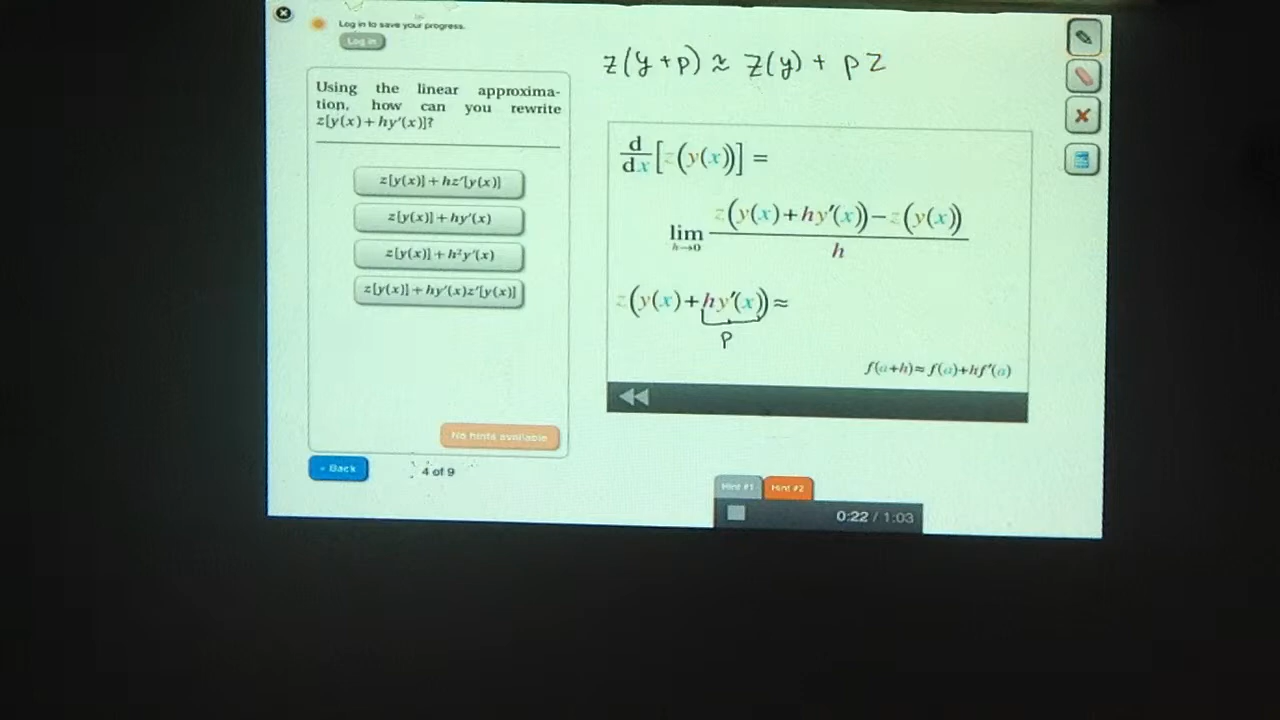 Log in to save your progress.
Log in
Using the linear approxima-
tion, how can you rewrite
z[y(x)+hy′(x)]?
z[y(x)]+hz′[y(x)]
z[y(x)]+hy′(x)
z[y(x)]+h²y′(x)
z[y(x)]+hy′(x)z′[y(x)]
No hints available
« Back
4 of 9
z(y+p)≈z(y)+pz
d/dx[z(y(x))]=
lim h→0 z(y(x)+hy′(x))−z(y(x))/h
z(y(x)+hy′(x))≈
p
f(a+h)≈f(a)+hf′(a)
Hint #1 Hint #2
0:22 / 1:03